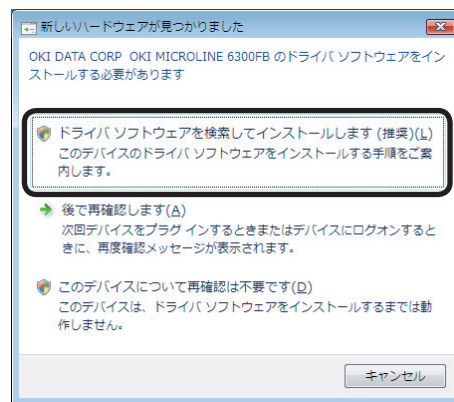 新しいハードウェアが見つかりました
OKI DATA CORP OKI MICROLINE 6300FB のドライバ ソフトウェアをイン
ストールする必要があります
ドライバ ソフトウェアを検索してインストールします (推奨)(L)
このデバイスのドライバ ソフトウェアをインストールする手順をご案
内します。
後で再確認します(A)
次回デバイスをプラグ インするときまたはデバイスにログオンすると
きに、再度確認メッセージが表示されます。
このデバイスについて再確認は不要です(D)
このデバイスは、ドライバ ソフトウェアをインストールするまでは動
作しません。
キャンセル